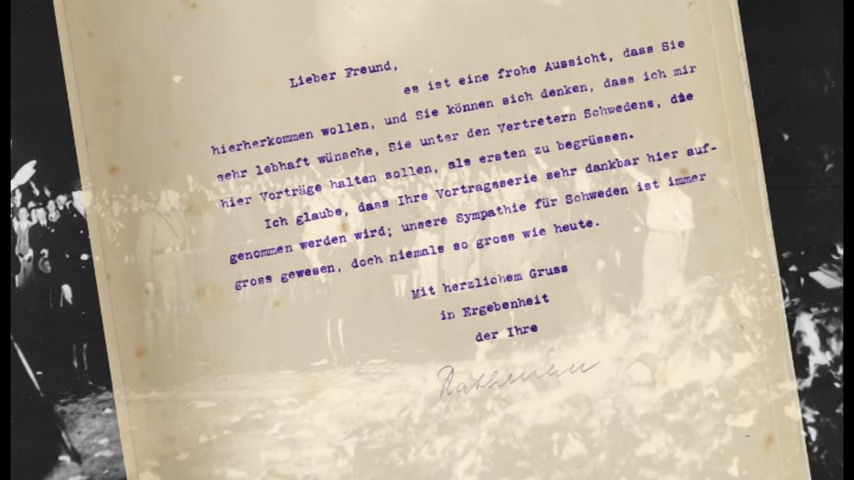 Lieber Freund,
es ist eine frohe Aussicht, dass Sie
hierherkommen wollen, und Sie können sich denken, dass ich mir
sehr lebhaft wünsche, Sie unter den Vertretern Schwedens, die
hier Vorträge halten sollen, als ersten zu begrüssen.
Ich glaube, dass Ihre Vortragsserie sehr dankbar hier auf-
genommen werden wird; unsere Sympathie für Schweden ist immer
gross gewesen, doch niemals so gross wie heute.
Mit herzlichem Gruss
in Ergebenheit
der Ihre
Rathenau